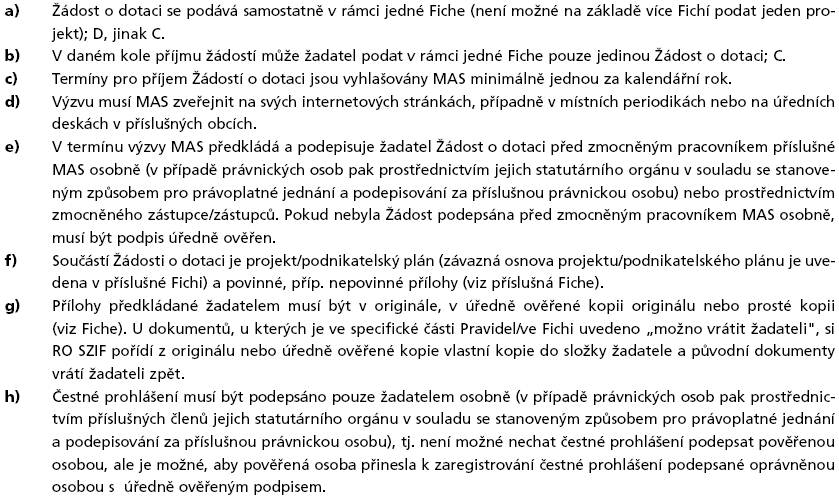 a) Žádost o dotaci se podává samostatně v rámci jedné Fiche (není možné na základě více Fichí podat jeden pro-
jekt); D, jinak C.
b) V daném kole příjmu žádostí může žadatel podat v rámci jedné Fiche pouze jedinou Žádost o dotaci; C.
c) Termíny pro příjem Žádostí o dotaci jsou vyhlašovány MAS minimálně jednou za kalendářní rok.
d) Výzvu musí MAS zveřejnit na svých internetových stránkách, případně v místních periodikách nebo na úředních
deskách v příslušných obcích.
e) V termínu výzvy MAS předkládá a podepisuje žadatel Žádost o dotaci před zmocněným pracovníkem příslušné
MAS osobně (v případě právnických osob pak prostřednictvím jejich statutárního orgánu v souladu se stanove-
ným způsobem pro právoplatné jednání a podepisování za příslušnou právnickou osobu) nebo prostřednictvím
zmocněného zástupce/zástupců. Pokud nebyla Žádost podepsána před zmocněným pracovníkem MAS osobně,
musí být podpis úředně ověřen.
f) Součástí Žádosti o dotaci je projekt/podnikatelský plán (závazná osnova projektu/podnikatelského plánu je uve-
dena v příslušné Fichi) a povinné, příp. nepovinné přílohy (viz příslušná Fiche).
g) Přílohy předkládané žadatelem musí být v originále, v úředně ověřené kopii originálu nebo prosté kopii
(viz Fiche). U dokumentů, u kterých je ve specifické části Pravidel/ve Fichi uvedeno „možno vrátit žadateli", si
RO SZIF pořídí z originálu nebo úředně ověřené kopie vlastní kopie do složky žadatele a původní dokumenty
vrátí žadateli zpět.
h) Čestné prohlášení musí být podepsáno pouze žadatelem osobně (v případě právnických osob pak prostřednic-
tvím příslušných členů jejich statutárního orgánu v souladu se stanoveným způsobem pro právoplatné jednání
a podepisování za příslušnou právnickou osobu), tj. není možné nechat čestné prohlášení podepsat pověřenou
osobou, ale je možné, aby pověřená osoba přinesla k zaregistrování čestné prohlášení podepsané oprávněnou
osobou s úředně ověřeným podpisem.